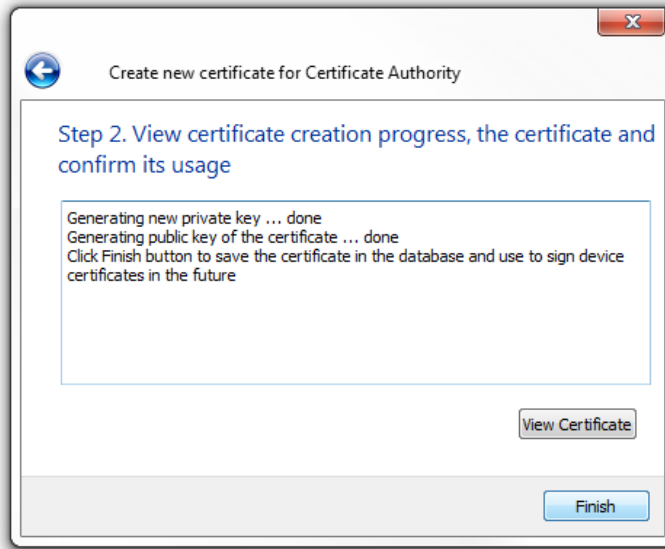 Create new certificate for Certificate Authority
Step 2. View certificate creation progress, the certificate and
confirm its usage
Generating new private key ... done
Generating public key of the certificate ... done
Click Finish button to save the certificate in the database and use to sign device
certificates in the future
View Certificate
Finish